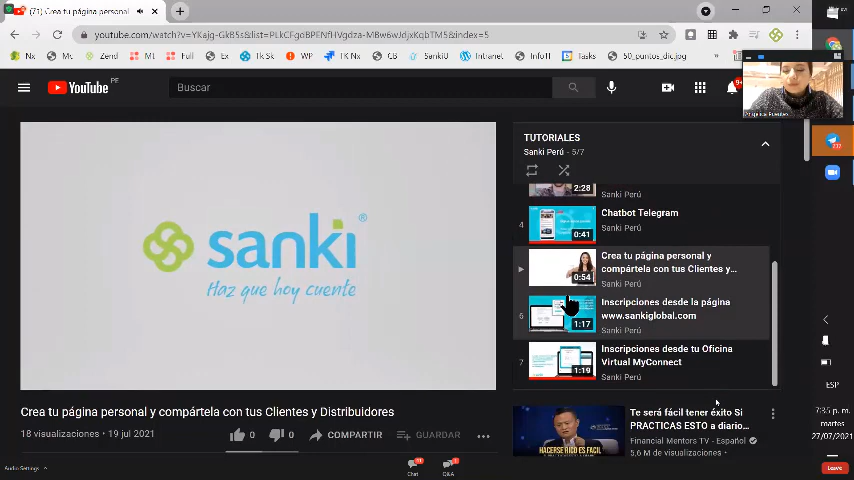 (71) Crea tu página personal
youtube.com/watch?v=YKajg-GkB5s&list=PLkCFgoBPENfHVgdza-MBw6wJdjxKqbTM5&index=5
Nx
Mc
Zend
Mt
Full
Ex
Tk Sk
WP
TK Nx
CB
SankiU
Intranet
InfoTI
Tasks
50_puntos_dic.jpg
YouTube PE
Buscar
9+
Angelica Fuentes
sanki®
Haz que hoy cuente
TUTORIALES
Sanki Perú - 5/7
2:28
Sanki Perú
4
0:41
Chatbot Telegram
Sanki Perú
0:54
Crea tu página personal y
compártela con tus Clientes y...
Sanki Perú
6
1:17
Inscripciones desde la página
www.sankiglobal.com
Sanki Perú
7
1:19
Inscripciones desde tu Oficina
Virtual MyConnect
Sanki Perú
Crea tu página personal y compártela con tus Clientes y Distribuidores
18 visualizaciones • 19 jul 2021
0
0
COMPARTIR
GUARDAR
HACERSE RICO ES FACIL
Te será fácil tener éxito Si
PRACTICAS ESTO a diario...
Financial Mentors TV - Español
5,6 M de visualizaciones •
ESP
7:35 p. m.
martes
27/07/2021
Audio Settings
Chat
Q&A
Leave